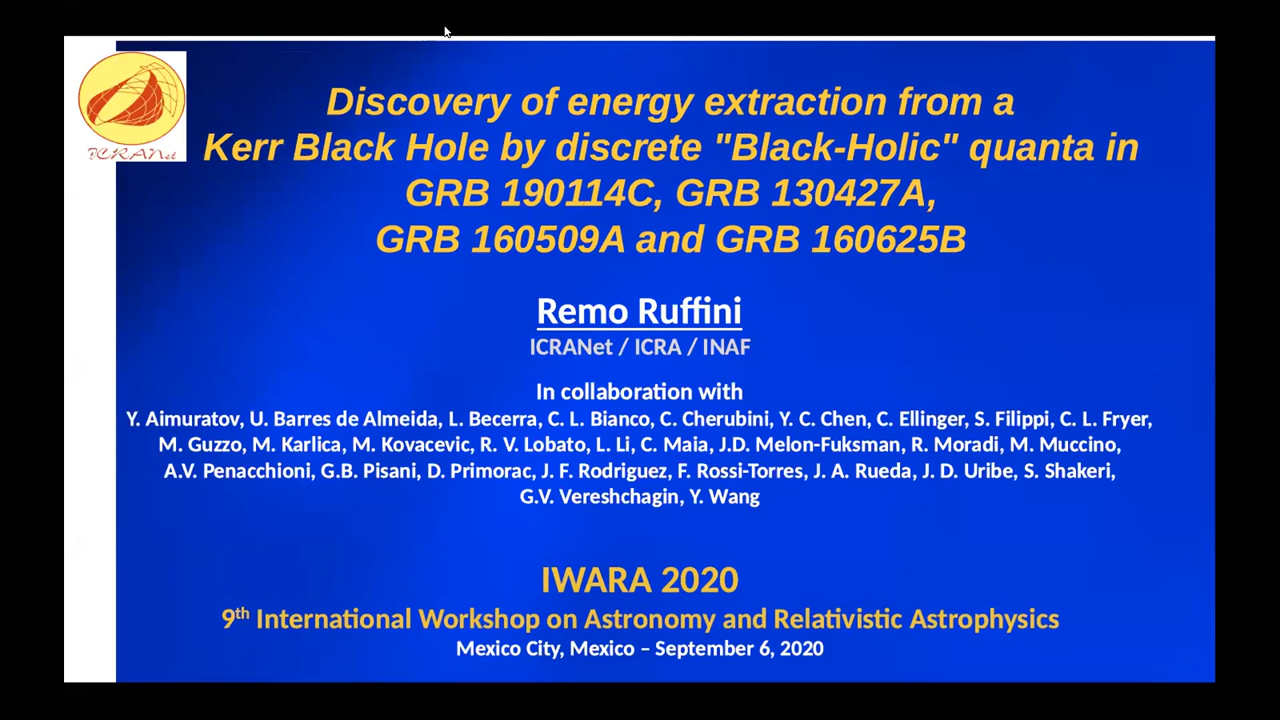 ICRANet
Discovery of energy extraction from a
Kerr Black Hole by discrete "Black-Holic" quanta in
GRB 190114C, GRB 130427A,
GRB 160509A and GRB 160625B
Remo Ruffini
ICRANet / ICRA / INAF
In collaboration with
Y. Aimuratov, U. Barres de Almeida, L. Becerra, C. L. Bianco, C. Cherubini, Y. C. Chen, C. Ellinger, S. Filippi, C. L. Fryer,
M. Guzzo, M. Karlica, M. Kovacevic, R. V. Lobato, L. Li, C. Maia, J.D. Melon-Fuksman, R. Moradi, M. Muccino,
A.V. Penacchioni, G.B. Pisani, D. Primorac, J. F. Rodriguez, F. Rossi-Torres, J. A. Rueda, J. D. Uribe, S. Shakeri,
G.V. Vereshchagin, Y. Wang
IWARA 2020
9th International Workshop on Astronomy and Relativistic Astrophysics
Mexico City, Mexico – September 6, 2020